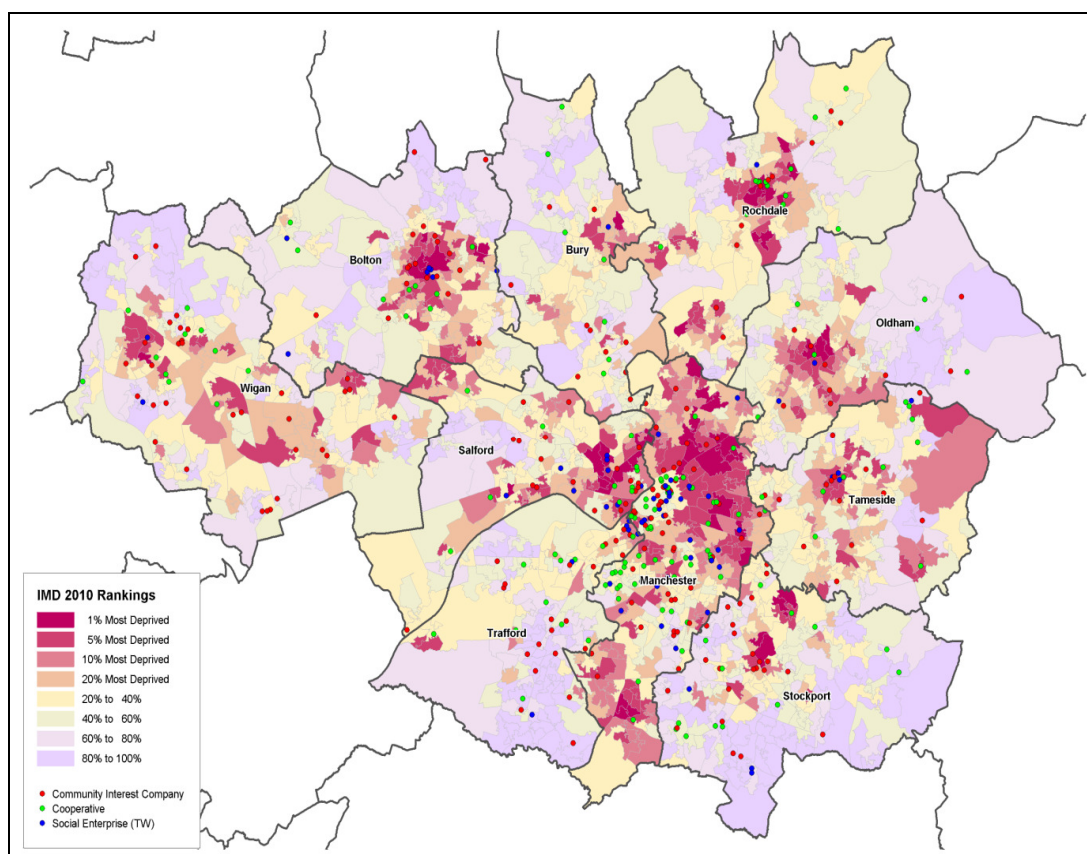 Rochdale
Bury
Bolton
Oldham
Wigan
Salford
Tameside
Manchester
Trafford
Stockport
IMD 2010 Rankings
1% Most Deprived
5% Most Deprived
10% Most Deprived
20% Most Deprived
20% to 40%
40% to 60%
60% to 80%
80% to 100%
Community Interest Company
Cooperative
Social Enterprise (TW)